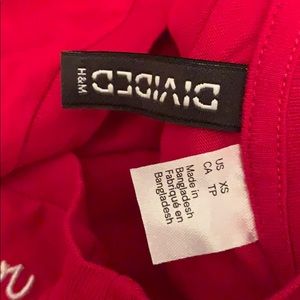 DIVIDED
H&M
US XS
CA TP
Made in
Bangladesh
Fabriqué en
Bangladesh